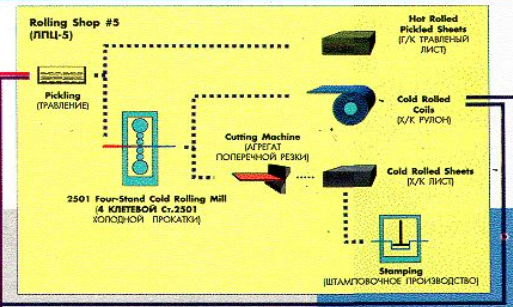 Rolling Shop #5
(ЛПЦ-5)
Hot Rolled
Pickled Sheets
(Г/К ТРАВЛЕНЫЙ
ЛИСТ)
Pickling
(ТРАВЛЕНИЕ)
Cold Rolled
Coils
(Х/К РУЛОН)
Cutting Machine
(АГРЕГАТ
ПОПЕРЕЧНОЙ РЕЗКИ)
Cold Rolled Sheets
(Х/К ЛИСТ)
2501 Four-Stand Cold Rolling Mill
(4 КЛЕТЕВОЙ Ст.2501
ХОЛОДНОЙ ПРОКАТКИ)
Stamping
(ШТАМПОВОЧНОЕ ПРОИЗВОДСТВО)